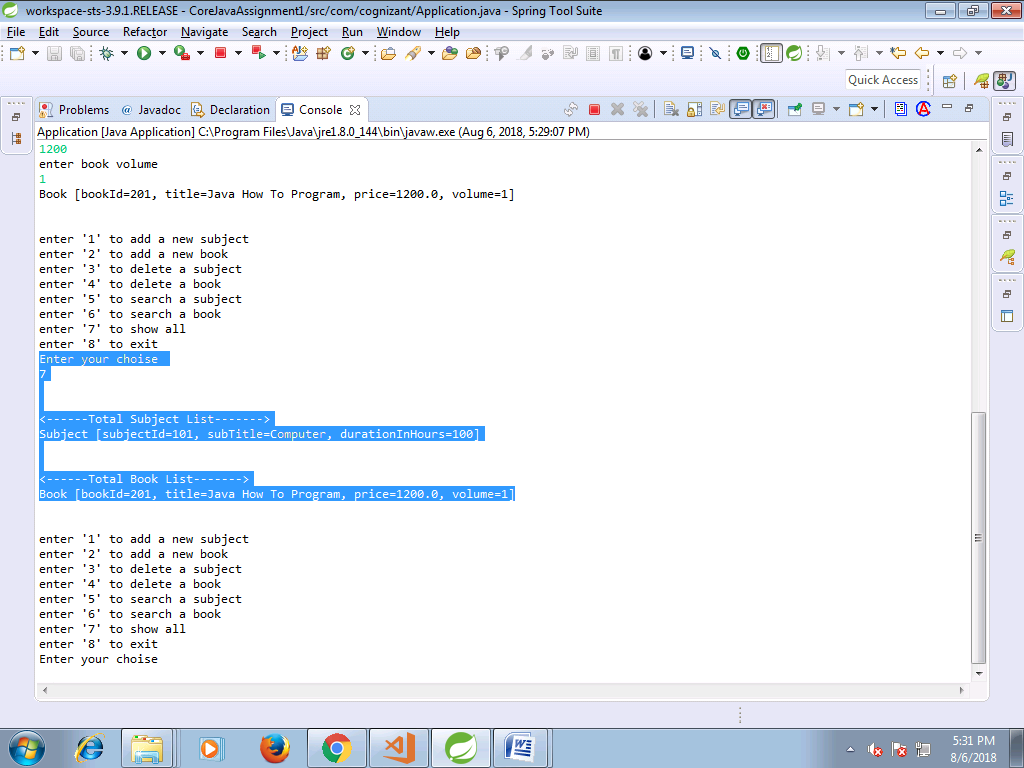 workspace-sts-3.9.1.RELEASE - CoreJavaAssignment1/src/com/cognizant/Application.java - Spring Tool Suite
File Edit Source Refactor Navigate Search Project Run Window Help
Quick Access
Problems @ Javadoc Declaration Console
Application [Java Application] C:\Program Files\Java\jre1.8.0_144\bin\javaw.exe (Aug 6, 2018, 5:29:07 PM)
1200
enter book volume
1
Book [bookId=201, title=Java How To Program, price=1200.0, volume=1]
enter '1' to add a new subject
enter '2' to add a new book
enter '3' to delete a subject
enter '4' to delete a book
enter '5' to search a subject
enter '6' to search a book
enter '7' to show all
enter '8' to exit
Enter your choise
7
<------Total Subject List------->
Subject [subjectId=101, subTitle=Computer, durationInHours=100]
<------Total Book List------->
Book [bookId=201, title=Java How To Program, price=1200.0, volume=1]
enter '1' to add a new subject
enter '2' to add a new book
enter '3' to delete a subject
enter '4' to delete a book
enter '5' to search a subject
enter '6' to search a book
enter '7' to show all
enter '8' to exit
Enter your choise
5:31 PM
8/6/2018